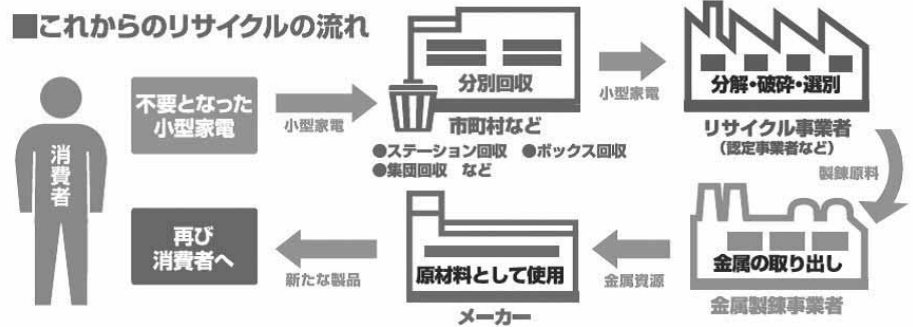 ■これからのリサイクルの流れ
消費者
不要となった
小型家電
小型家電
分別回収
市町村など
●ステーション回収 ●ボックス回収
●集団回収 など
小型家電
分解・破砕・選別
リサイクル事業者
（認定事業者など）
製錬原料
金属の取り出し
金属製錬事業者
金属資源
原材料として使用
メーカー
新たな製品
再び
消費者へ